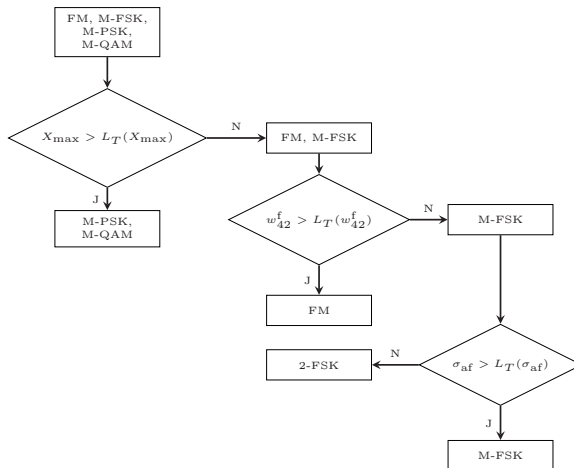 FM, M-FSK,
M-PSK,
M-QAM
X_max > L_T(X_max)
N
FM, M-FSK
J
M-PSK,
M-QAM
w^f_42 > L_T(w^f_42)
N
M-FSK
J
FM
2-FSK
N
σ_af > L_T(σ_af)
J
M-FSK